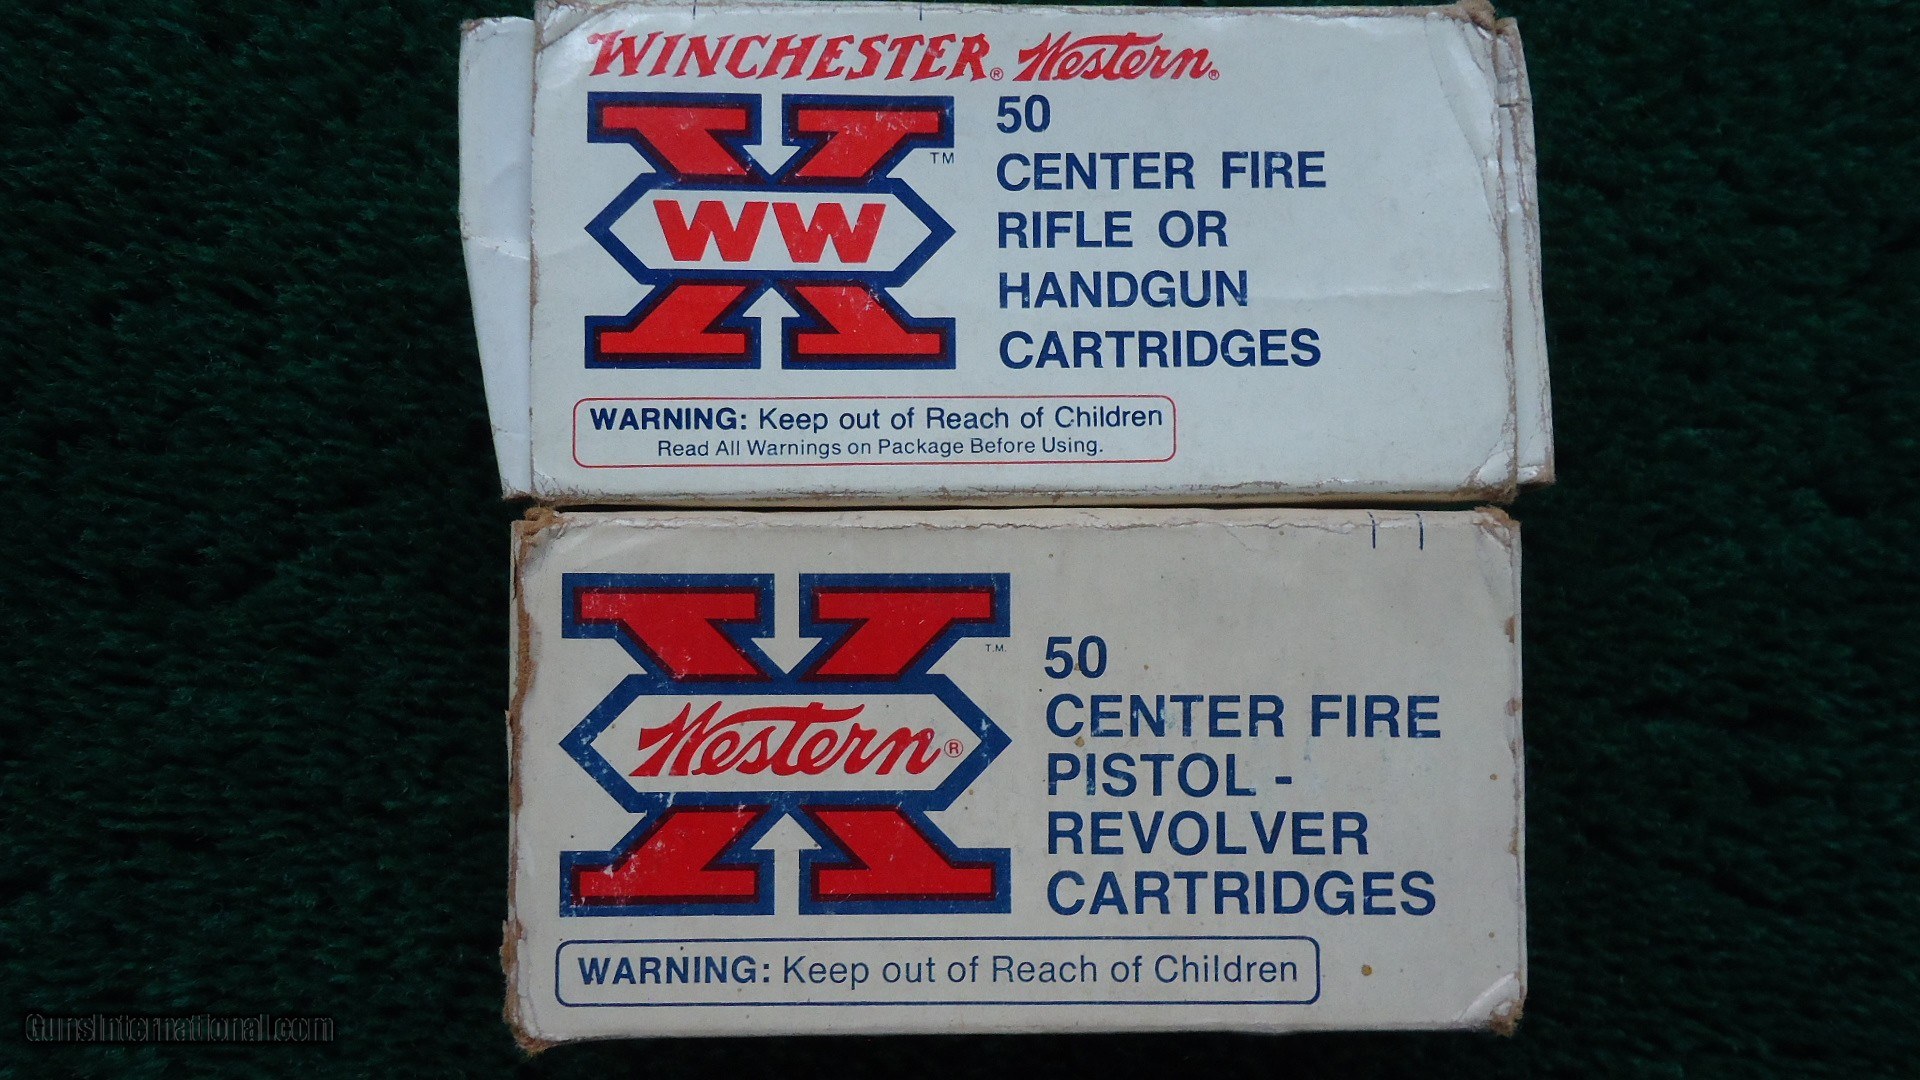 WINCHESTER® Western®
WW
TM
50
CENTER FIRE
RIFLE OR
HANDGUN
CARTRIDGES
WARNING: Keep out of Reach of Children
Read All Warnings on Package Before Using.
Western®
T.M.
50
CENTER FIRE
PISTOL -
REVOLVER
CARTRIDGES
WARNING: Keep out of Reach of Children
GunsInternational.com